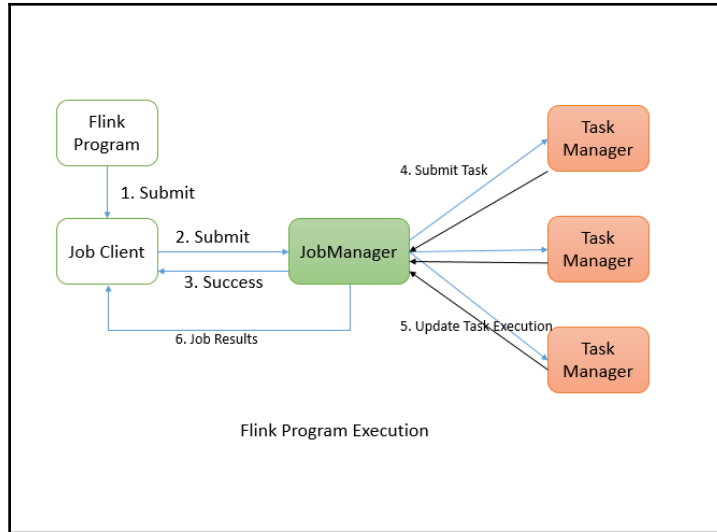 Flink
Program
1. Submit
Job Client
2. Submit
3. Success
JobManager
6. Job Results
4. Submit Task
5. Update Task Execution
Task
Manager
Task
Manager
Task
Manager
Flink Program Execution